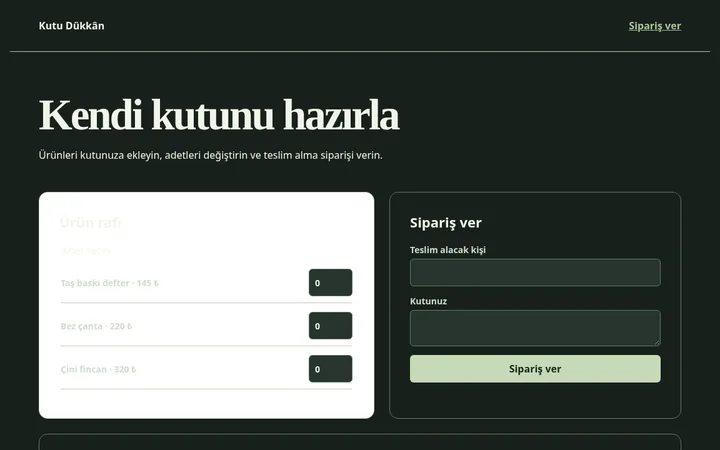 Kutu Dükkân
Sipariş ver
Kendi kutunu hazırla
Ürünleri kutunuza ekleyin, adetleri değiştirin ve teslim alma siparişi verin.
Ürün rafı
Adet seçin
Taş baskı defter · 145 ₺
0
Bez çanta · 220 ₺
0
Çini fincan · 320 ₺
0
Sipariş ver
Teslim alacak kişi
Kutunuz
Sipariş ver